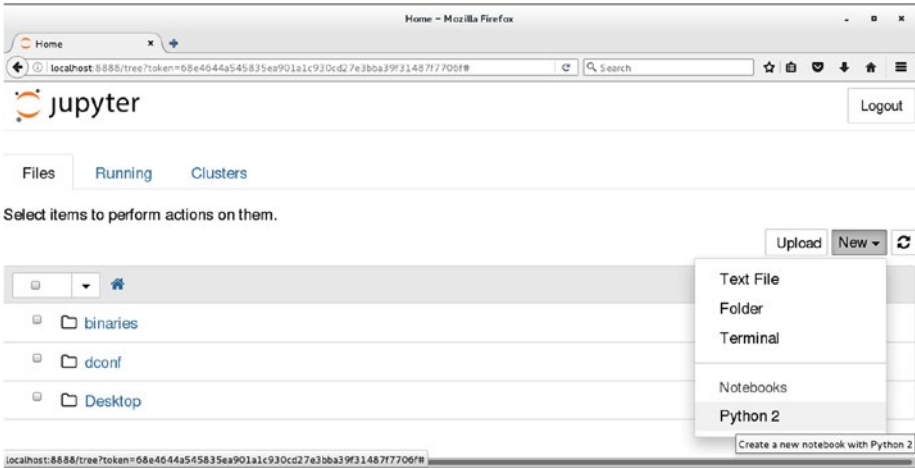 Home - Mozilla Firefox
Home
localhost:8888/tree?token=68e4644a545835ea901a1c930cd27e3bba39f31487f7706f#
Search
jupyter
Logout
Files Running Clusters
Select items to perform actions on them.
Upload New
Text File
Folder
Terminal
Notebooks
Python 2
Create a new notebook with Python 2
binaries
dconf
Desktop
localhost:8888/tree?token=68e4644a545835ea901a1c930cd27e3bba39f31487f7706f#